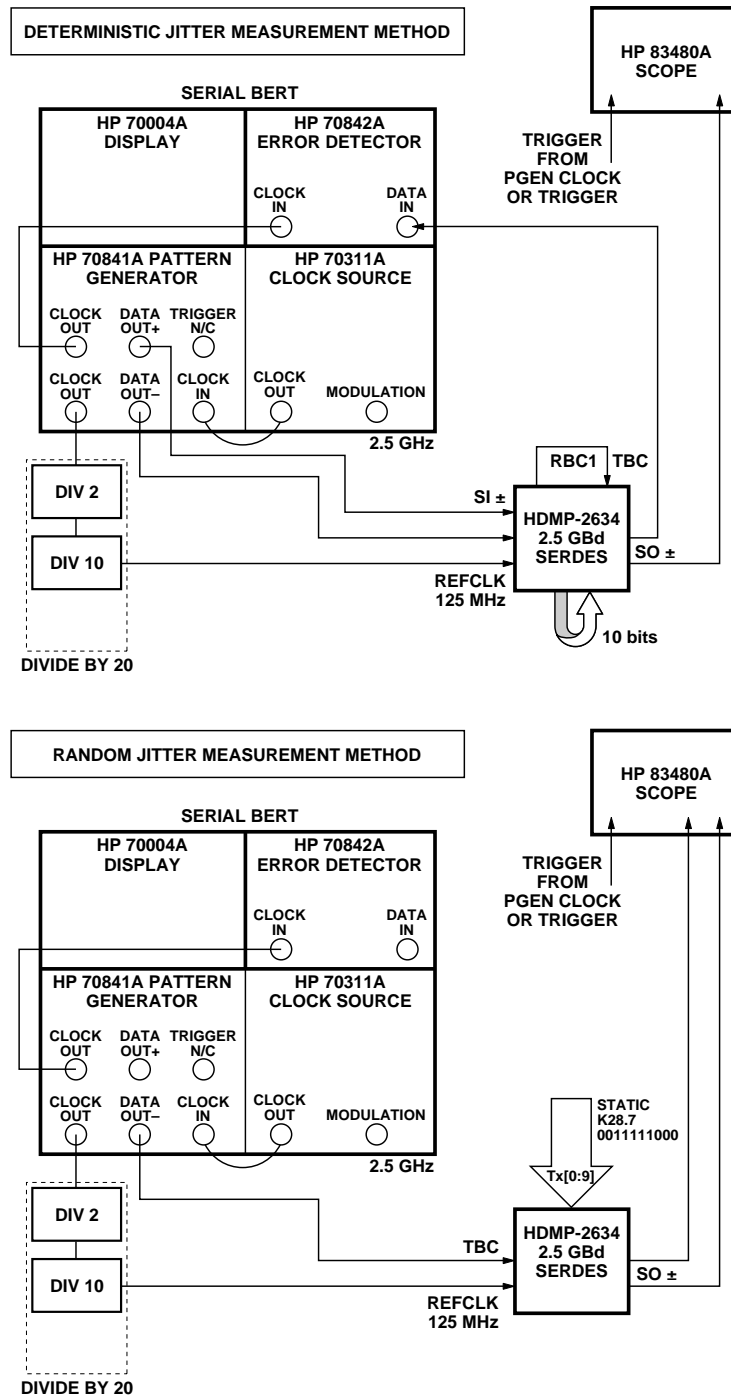 DETERMINISTIC JITTER MEASUREMENT METHOD
HP 83480A
SCOPE
SERIAL BERT
HP 70004A
DISPLAY
HP 70842A
ERROR DETECTOR
TRIGGER
FROM
PGEN CLOCK
OR TRIGGER
CLOCK
IN
DATA
IN
HP 70841A PATTERN
GENERATOR
HP 70311A
CLOCK SOURCE
CLOCK
OUT
DATA
OUT+
TRIGGER
N/C
CLOCK
OUT
DATA
OUT–
CLOCK
IN
CLOCK
OUT
MODULATION
2.5 GHz
DIV 2
DIV 10
DIVIDE BY 20
RBC1
TBC
SI ±
HDMP-2634
2.5 GBd
SERDES
SO ±
REFCLK
125 MHz
10 bits
RANDOM JITTER MEASUREMENT METHOD
HP 83480A
SCOPE
SERIAL BERT
HP 70004A
DISPLAY
HP 70842A
ERROR DETECTOR
TRIGGER
FROM
PGEN CLOCK
OR TRIGGER
CLOCK
IN
DATA
IN
HP 70841A PATTERN
GENERATOR
HP 70311A
CLOCK SOURCE
CLOCK
OUT
DATA
OUT+
TRIGGER
N/C
CLOCK
OUT
DATA
OUT–
CLOCK
IN
CLOCK
OUT
MODULATION
2.5 GHz
STATIC
K28.7
0011111000
Tx[0:9]
DIV 2
DIV 10
DIVIDE BY 20
TBC
HDMP-2634
2.5 GBd
SERDES
SO ±
REFCLK
125 MHz